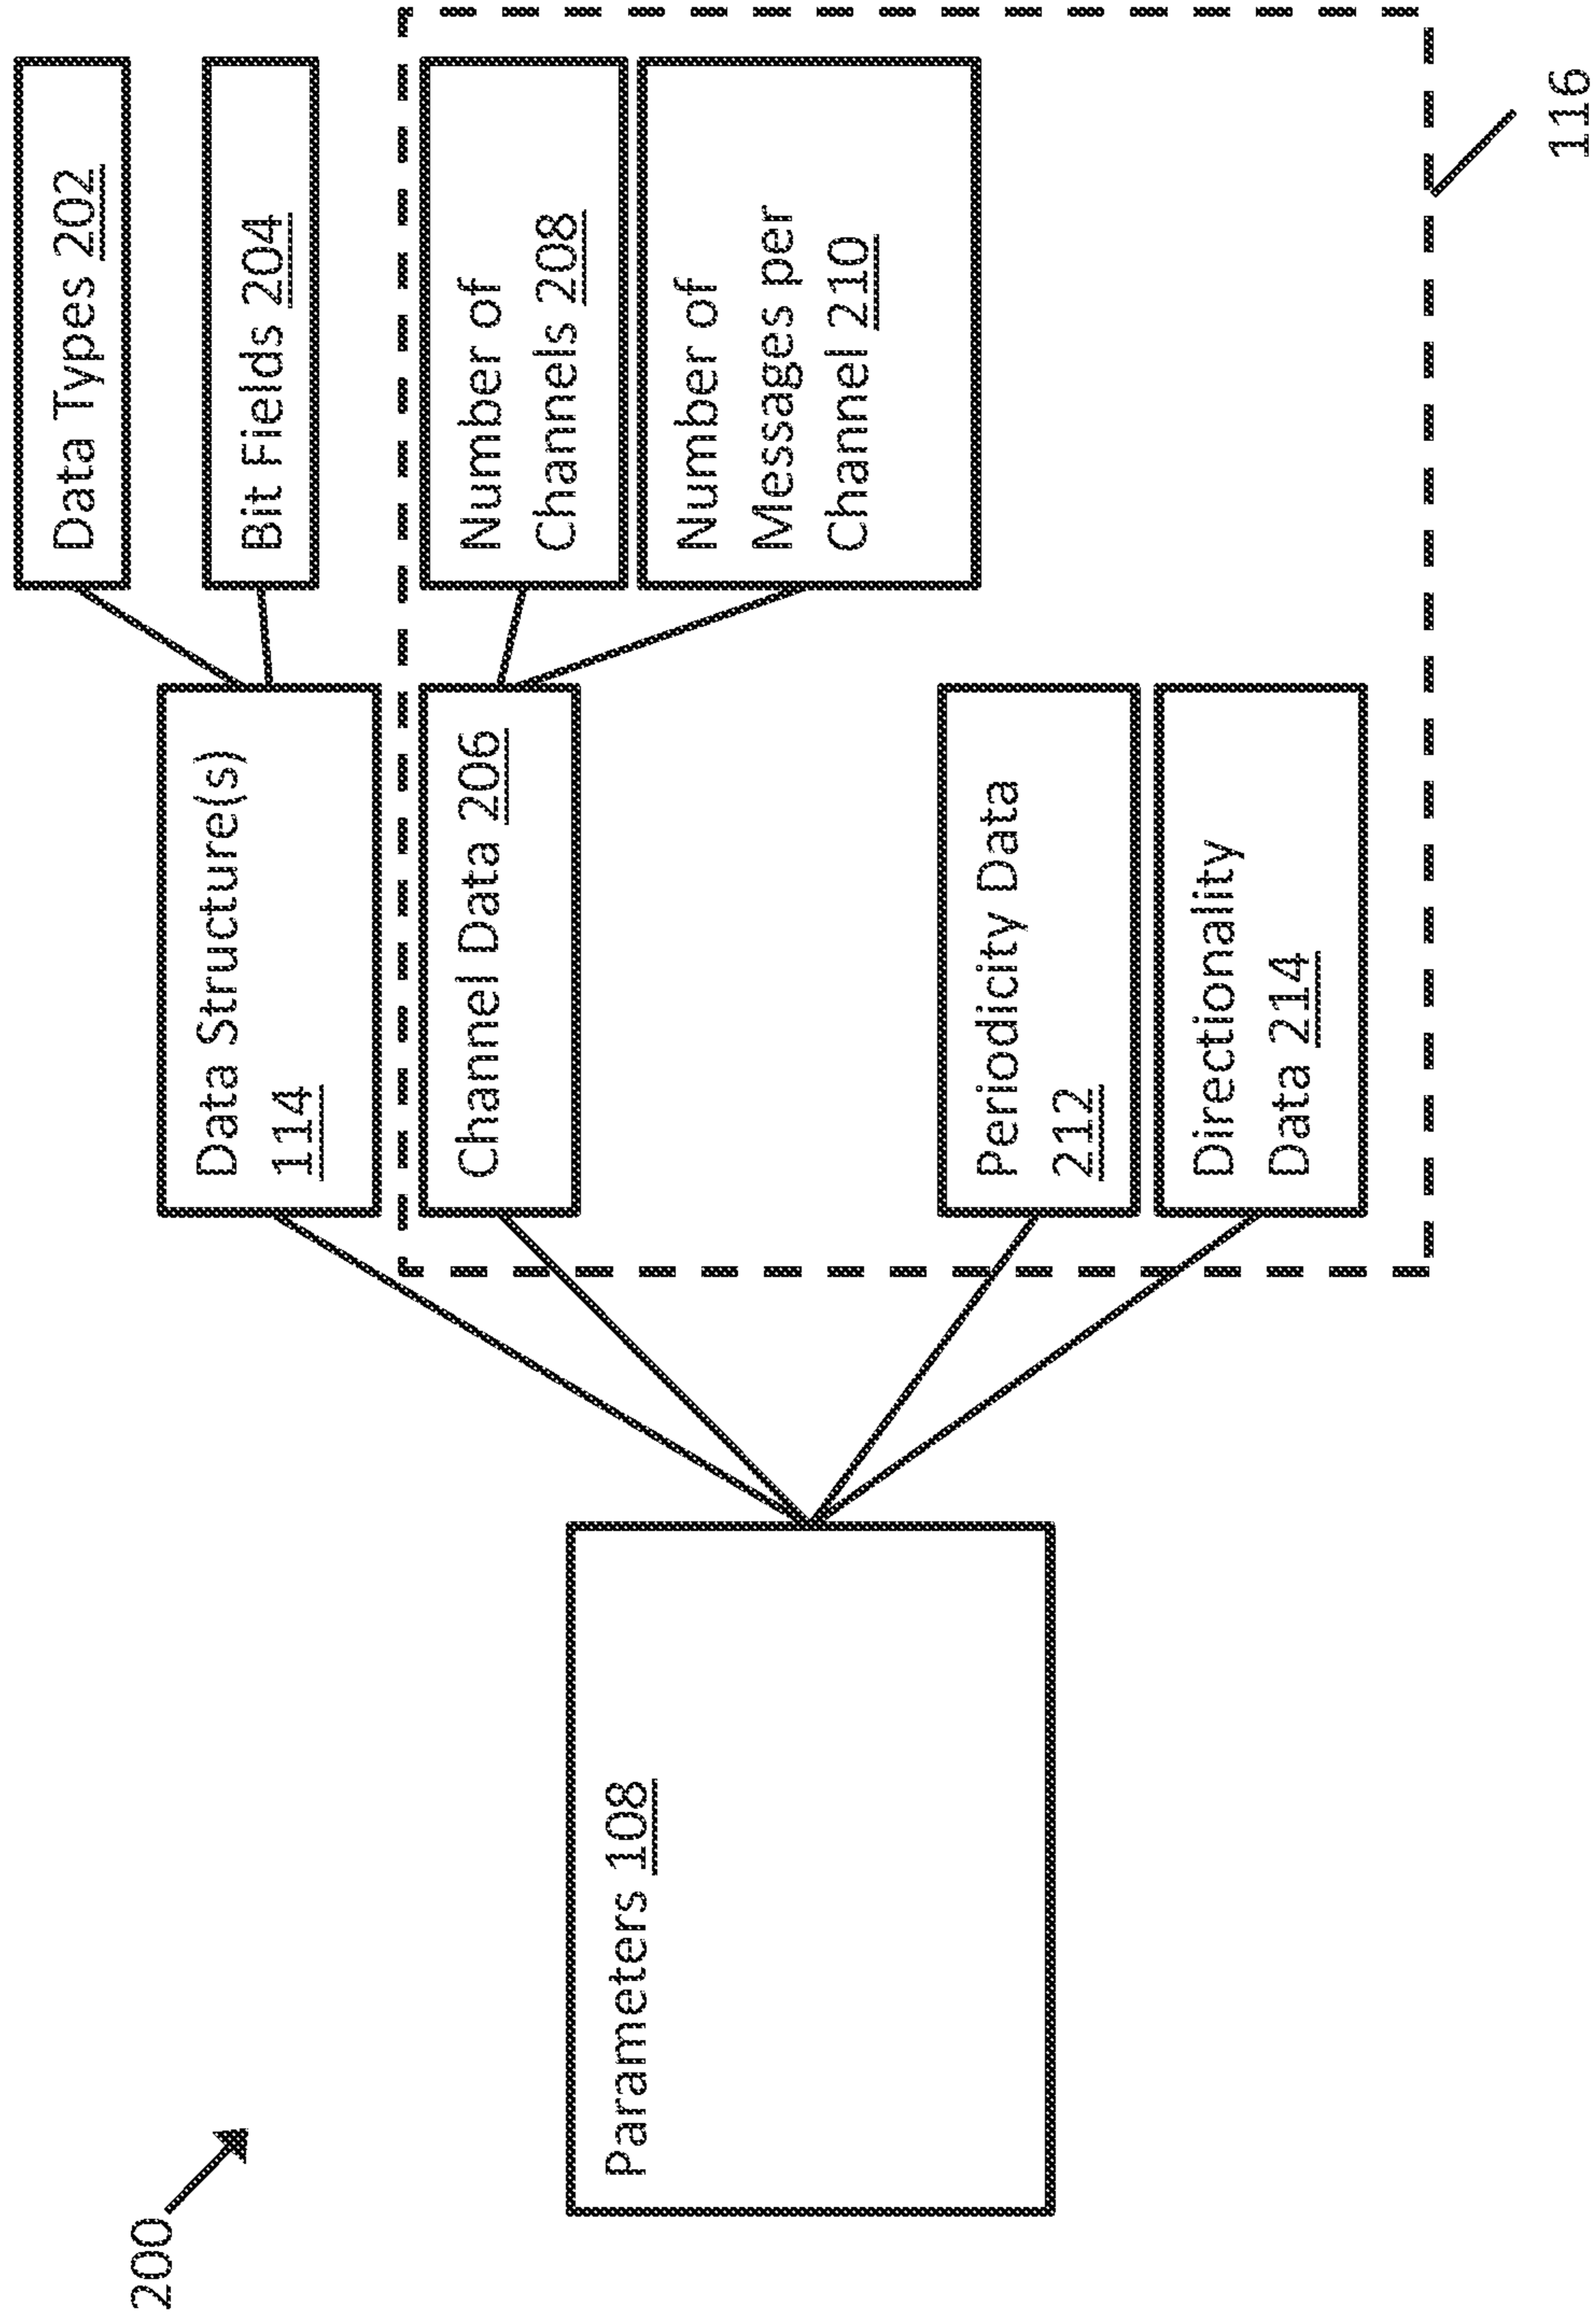 200
Parameters 108
Data Structure(s)
114
Data Types 202
Bit Fields 204
Channel Data 206
Number of
Channels 208
Number of
Messages per
Channel 210
Periodicity Data
212
Directionality
Data 214
116